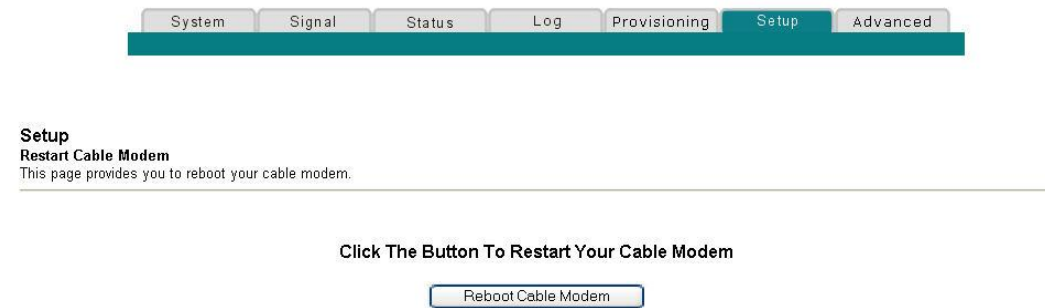 System Signal Status Log Provisioning Setup Advanced
Setup
Restart Cable Modem
This page provides you to reboot your cable modem.
Click The Button To Restart Your Cable Modem
Reboot Cable Modem